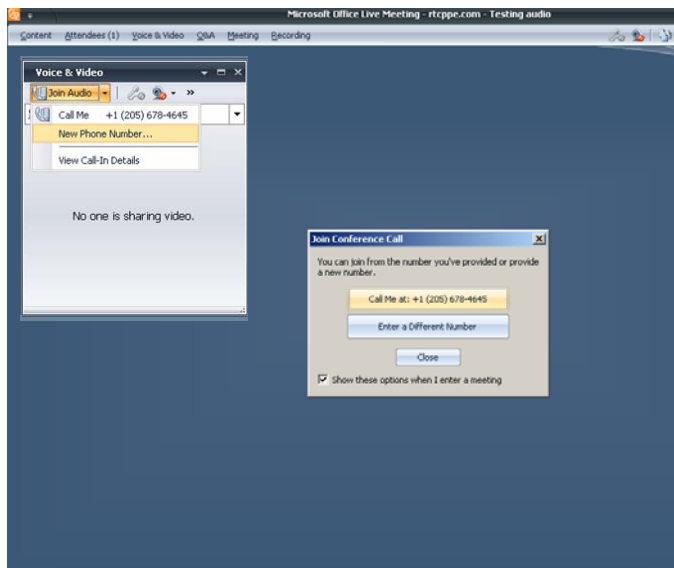 Microsoft Office Live Meeting - rtcppe.com - Testing audio
Content Attendees (1) Voice & Video Q&A Meeting Recording
Voice & Video
Join Audio
Call Me +1 (205) 678-4645
New Phone Number...
View Call-In Details
No one is sharing video.
Join Conference Call
You can join from the number you've provided or provide
a new number.
Call Me at: +1 (205) 678-4645
Enter a Different Number
Close
Show these options when I enter a meeting